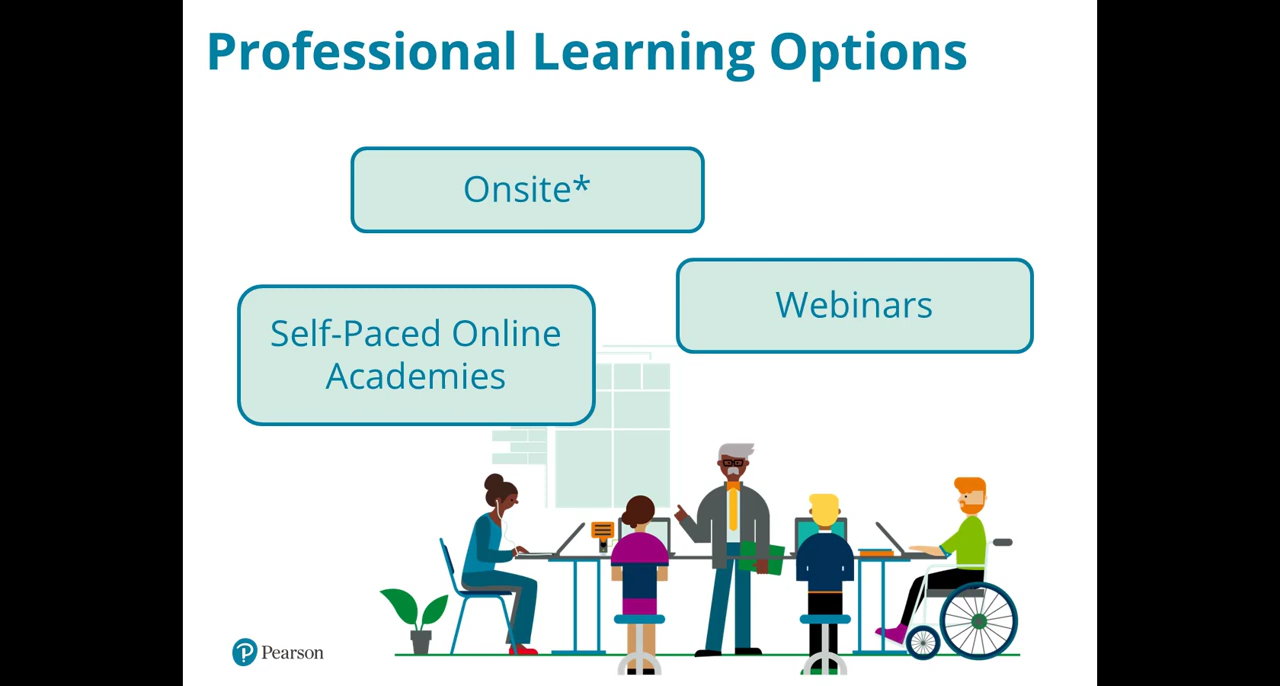 Professional Learning Options
Onsite*
Webinars
Self-Paced Online
Academies
Pearson